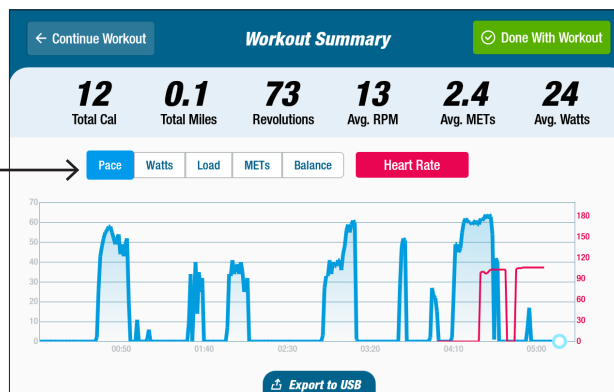 ← Continue Workout
Workout Summary
Done With Workout
12
Total Cal
0.1
Total Miles
73
Revolutions
13
Avg. RPM
2.4
Avg. METs
24
Avg. Watts
Pace
Watts
Load
METs
Balance
Heart Rate
70
60
50
40
30
20
10
0
180
150
120
90
60
30
0
00:50
01:40
02:30
03:20
04:10
05:00
Export to USB